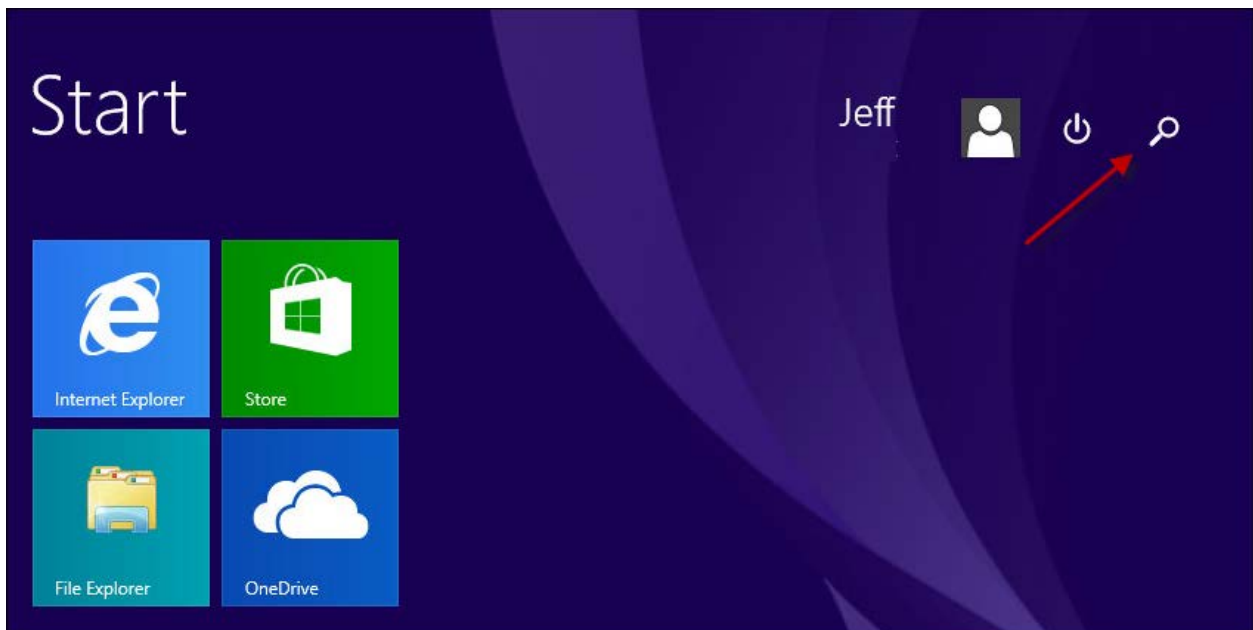 Start
Jeff
Internet Explorer
Store
File Explorer
OneDrive